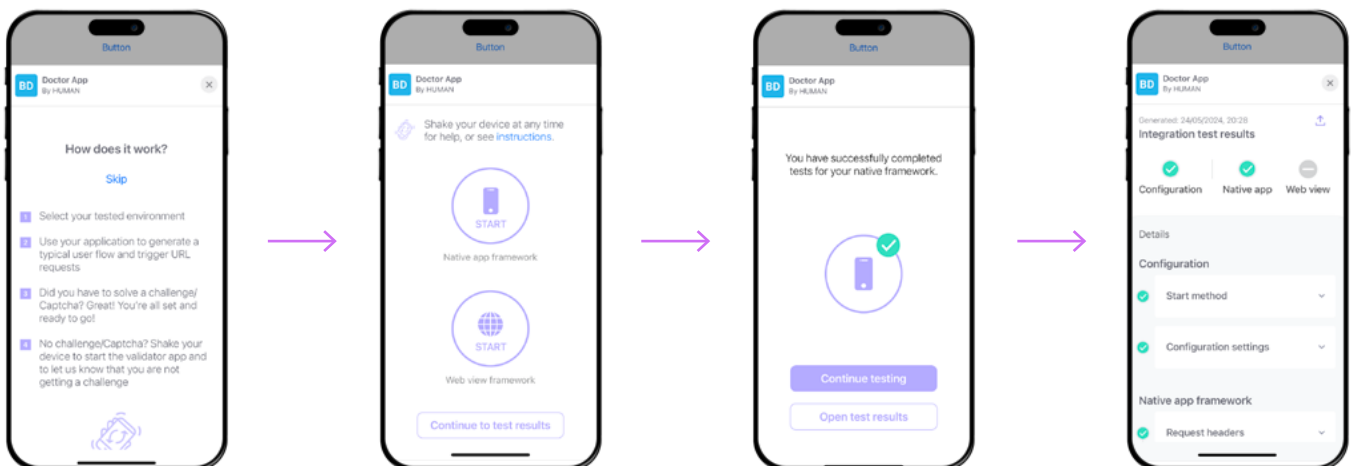 Button
BD
Doctor App
By HUMAN
How does it work?
Skip
1 Select your tested environment
2 Use your application to generate a
typical user flow and trigger URL
requests
3 Did you have to solve a challenge/
Captcha? Great! You're all set and
ready to go!
4 No challenge/Captcha? Shake your
device to start the validator app and
to let us know that you are not
getting a challenge
Button
BD
Doctor App
By HUMAN
Shake your device at any time
for help, or see instructions.
START
Native app framework
START
Web view framework
Continue to test results
Button
BD
Doctor App
By HUMAN
You have successfully completed
tests for your native framework.
Continue testing
Open test results
Button
BD
Doctor App
By HUMAN
Generated: 24/05/2024, 20:28
Integration test results
Configuration Native app Web view
Details
Configuration
Start method
Configuration settings
Native app framework
Request headers